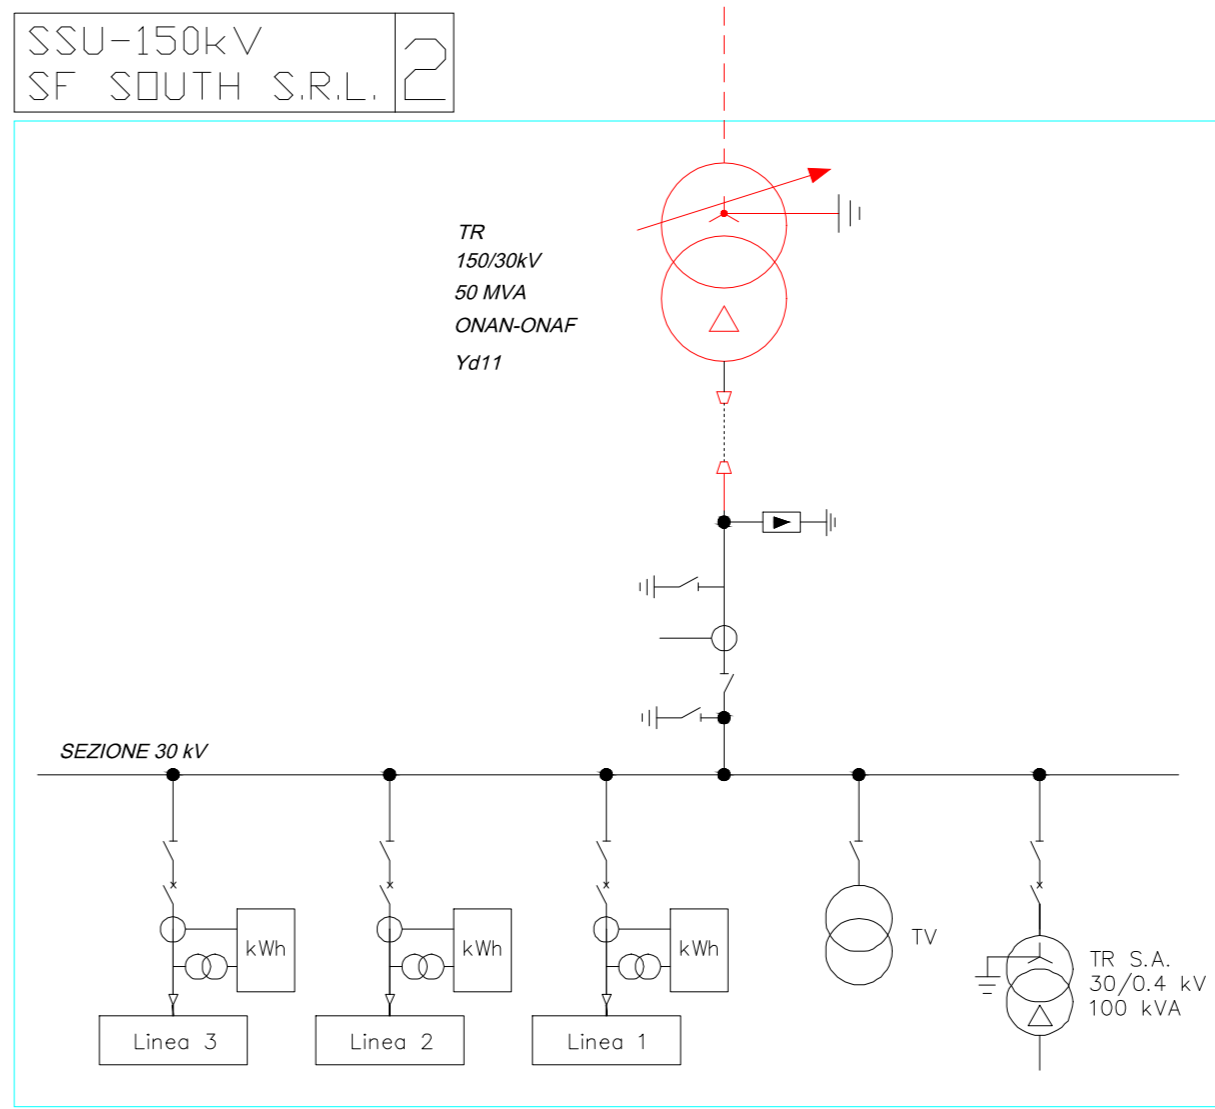 SSU-150kV
SF SOUTH S.R.L.
2
TR
150/30kV
50 MVA
ONAN-ONAF
Yd11
SEZIONE 30 kV
kWh
kWh
kWh
TV
TR S.A.
30/0.4 kV
100 kVA
Linea 3
Linea 2
Linea 1